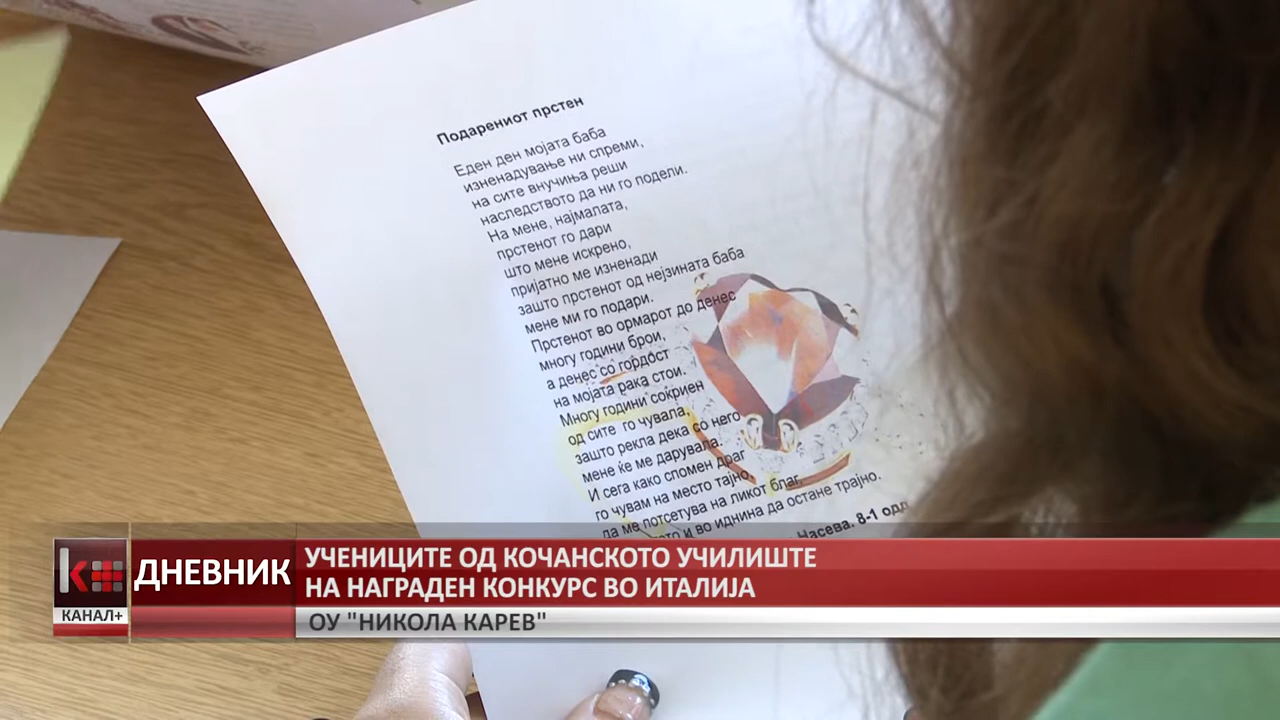 Подарениот прстен
Еден ден мојата баба
изненадување ни спреми,
на сите внучиња реши
наследството да ни го подели.
На мене, најмалата,
прстенот го дари
што мене искрено,
пријатно ме изненади
зашто прстенот од нејзината баба
мене ми го подари.
Прстенот во ормарот до денес
многу години брои,
а денес со гордост
на мојата рака стои.
Многу години сокриен
од сите го чувала,
зашто рекла дека со него
мене ќе ме дарувала.
И сега како спомен драг
го чувам на место тајно,
да ме потсетува на ликот благ,
и во иднина да остане трајно.
Насева. 8-1 одд
К
КАНАЛ+
ДНЕВНИК
УЧЕНИЦИТЕ ОД КОЧАНСКОТО УЧИЛИШТЕ
НА НАГРАДЕН КОНКУРС ВО ИТАЛИЈА
ОУ "НИКОЛА КАРЕВ"